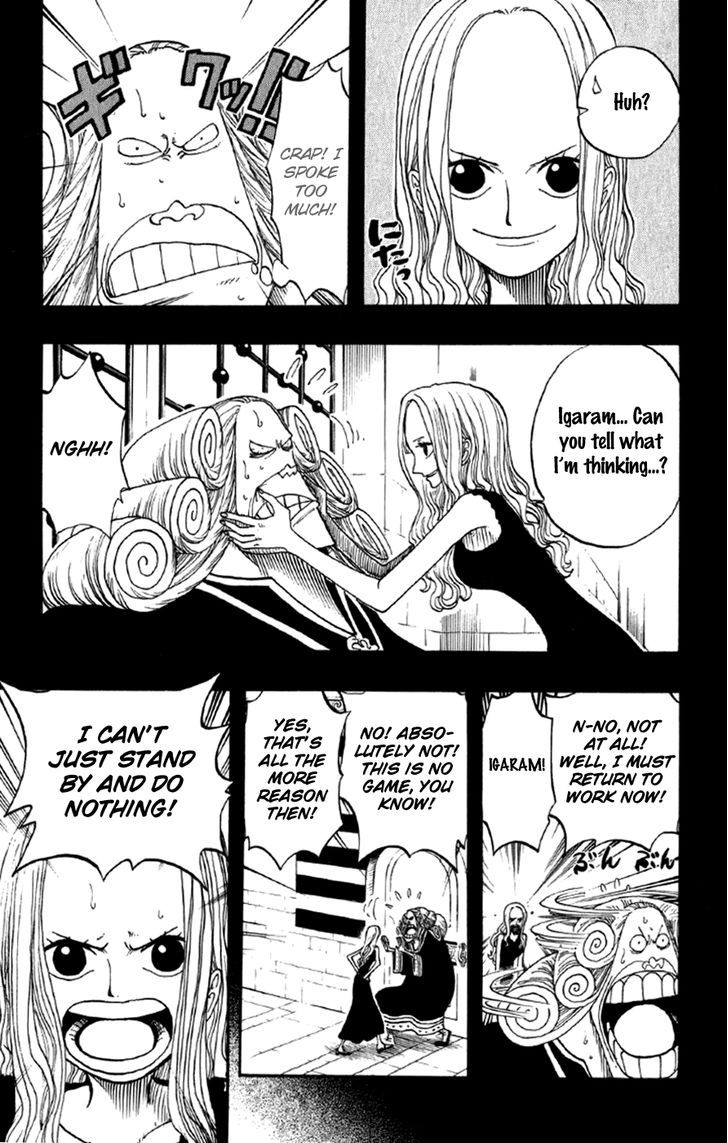 Huh?
にたっ
ギクッ!!
CRAP! I
SPOKE
TOO
MUCH!
Igaram... Can
you tell what
I'm thinking...?
NGHH!
N-NO, NOT
AT ALL!
WELL, I MUST
RETURN TO
WORK NOW!
IGARAM!
ぶん ぶん
NO! ABSO-
LUTELY NOT!
THIS IS NO
GAME, YOU
KNOW!
YES,
THAT'S
ALL THE
MORE
REASON
THEN!
I CAN'T
JUST STAND
BY AND DO
NOTHING!